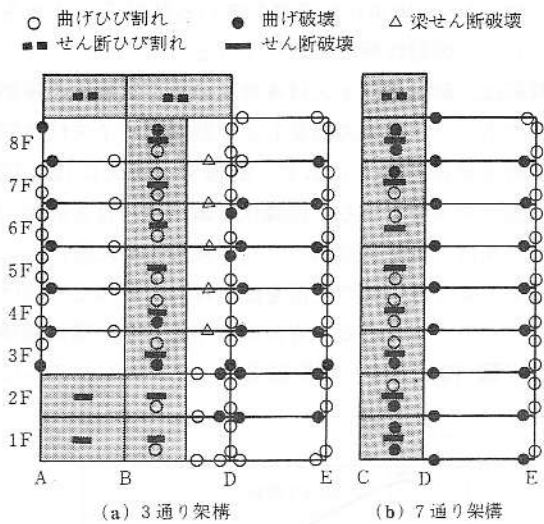 ○ 曲げひび割れ ● 曲げ破壊 △ 梁せん断破壊
せん断ひび割れ せん断破壊
8F
7F
6F
5F
4F
3F
2F
1F
A B D E C D E
(a) 3通り架構 (b) 7通り架構